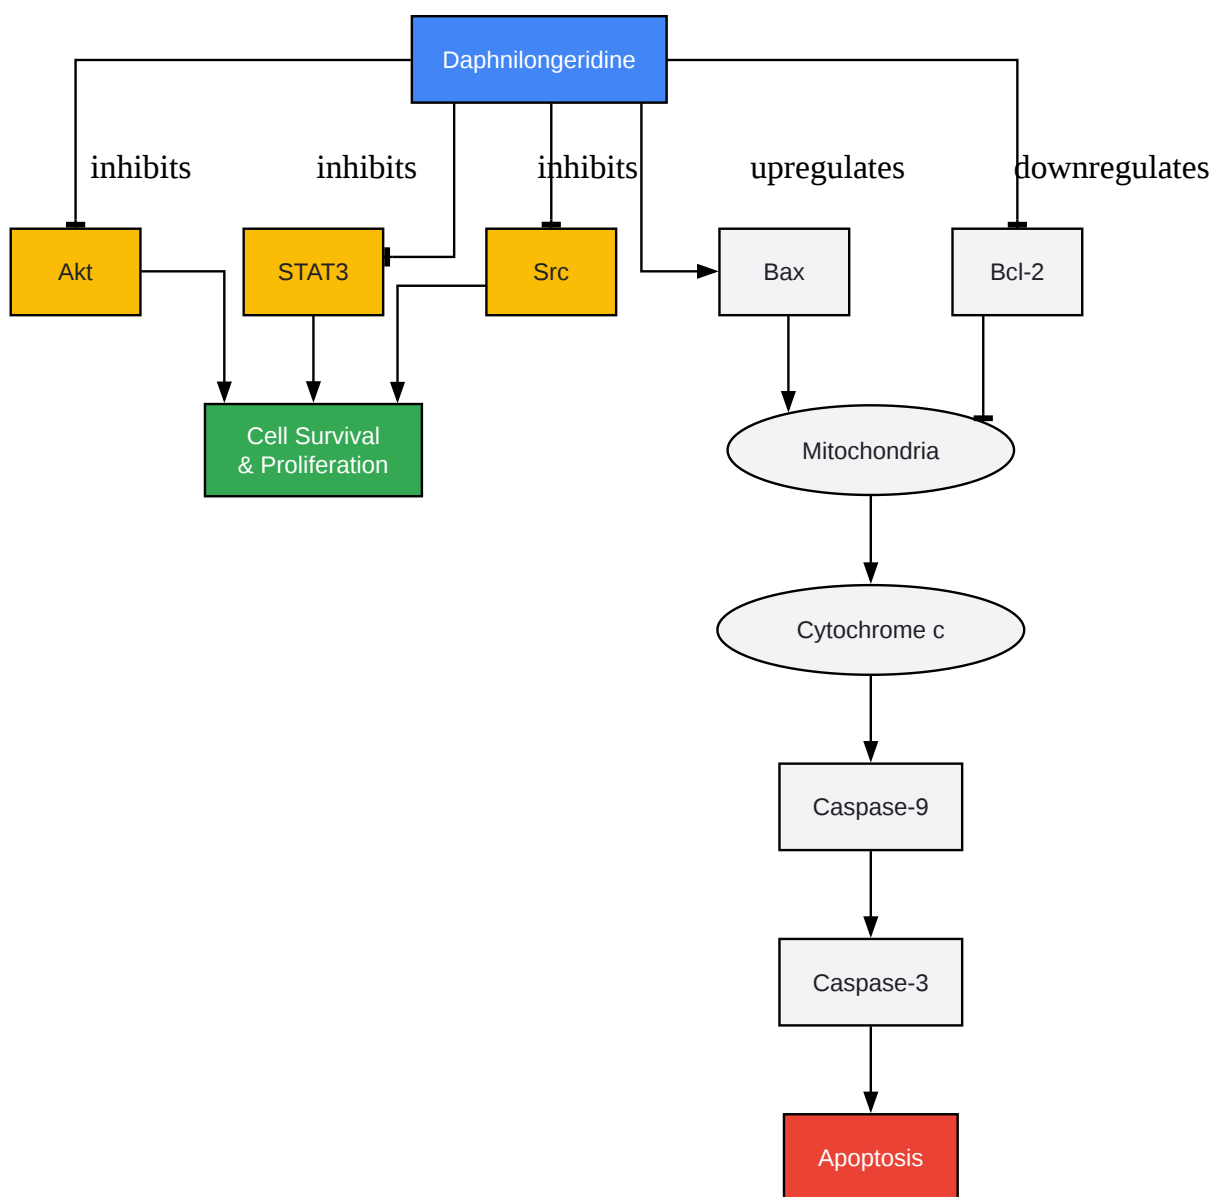 Daphnilongeridine
inhibits
inhibits
inhibits
upregulates
downregulates
Akt
STAT3
Src
Bax
Bcl-2
Cell Survival
& Proliferation
Mitochondria
Cytochrome c
Caspase-9
Caspase-3
Apoptosis